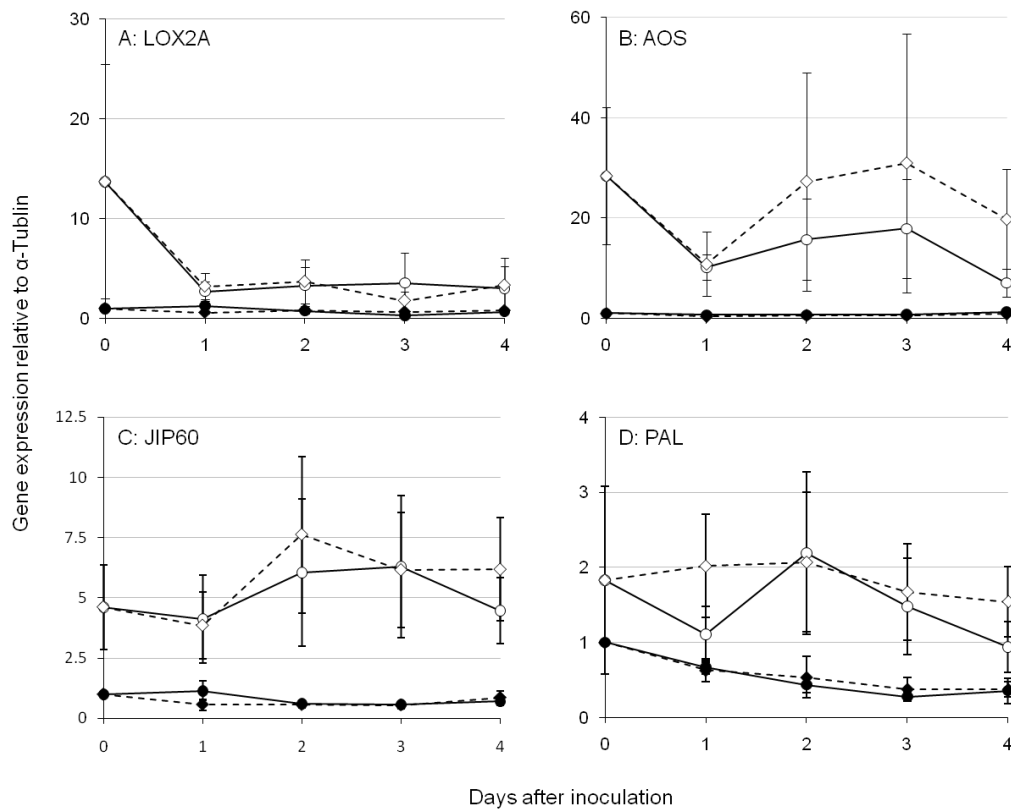 Gene expression relative to α-Tublin
A: LOX2A
30
20
10
0
0 1 2 3 4
B: AOS
60
40
20
0
0 1 2 3 4
C: JIP60
12.5
10
7.5
5
2.5
0
0 1 2 3 4
D: PAL
4
3
2
1
0
0 1 2 3 4
Days after inoculation